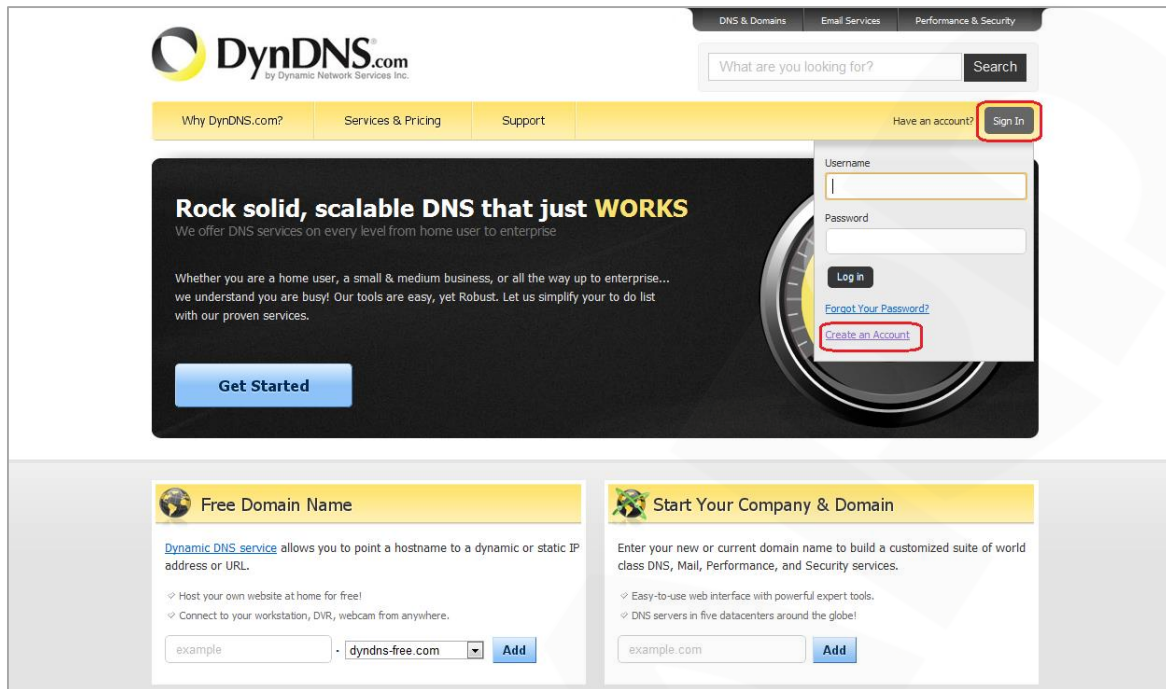 DNS & Domains Email Services Performance & Security
DynDNS.com
by Dynamic Network Services Inc.
What are you looking for? Search
Why DynDNS.com? Services & Pricing Support Have an account? Sign In
Username
Password
Log in
Forgot Your Password?
Create an Account
Rock solid, scalable DNS that just WORKS
We offer DNS services on every level from home user to enterprise
Whether you are a home user, a small & medium business, or all the way up to enterprise...
we understand you are busy! Our tools are easy, yet Robust. Let us simplify your to do list
with our proven services.
Get Started
Free Domain Name
Dynamic DNS service allows you to point a hostname to a dynamic or static IP
address or URL.
Host your own website at home for free!
Connect to your workstation, DVR, webcam from anywhere.
example . dyndns-free.com Add
Start Your Company & Domain
Enter your new or current domain name to build a customized suite of world
class DNS, Mail, Performance, and Security services.
Easy-to-use web interface with powerful expert tools.
DNS servers in five datacenters around the globe!
example.com Add